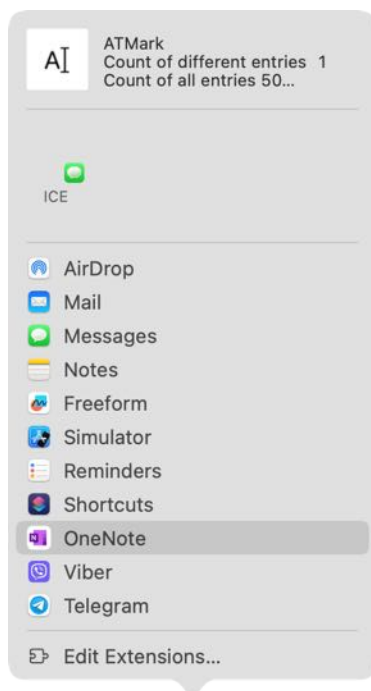 A
ATMark
Count of different entries 1
Count of all entries 50...
ICE
AirDrop
Mail
Messages
Notes
Freeform
Simulator
Reminders
Shortcuts
N
OneNote
Viber
Telegram
Edit Extensions...